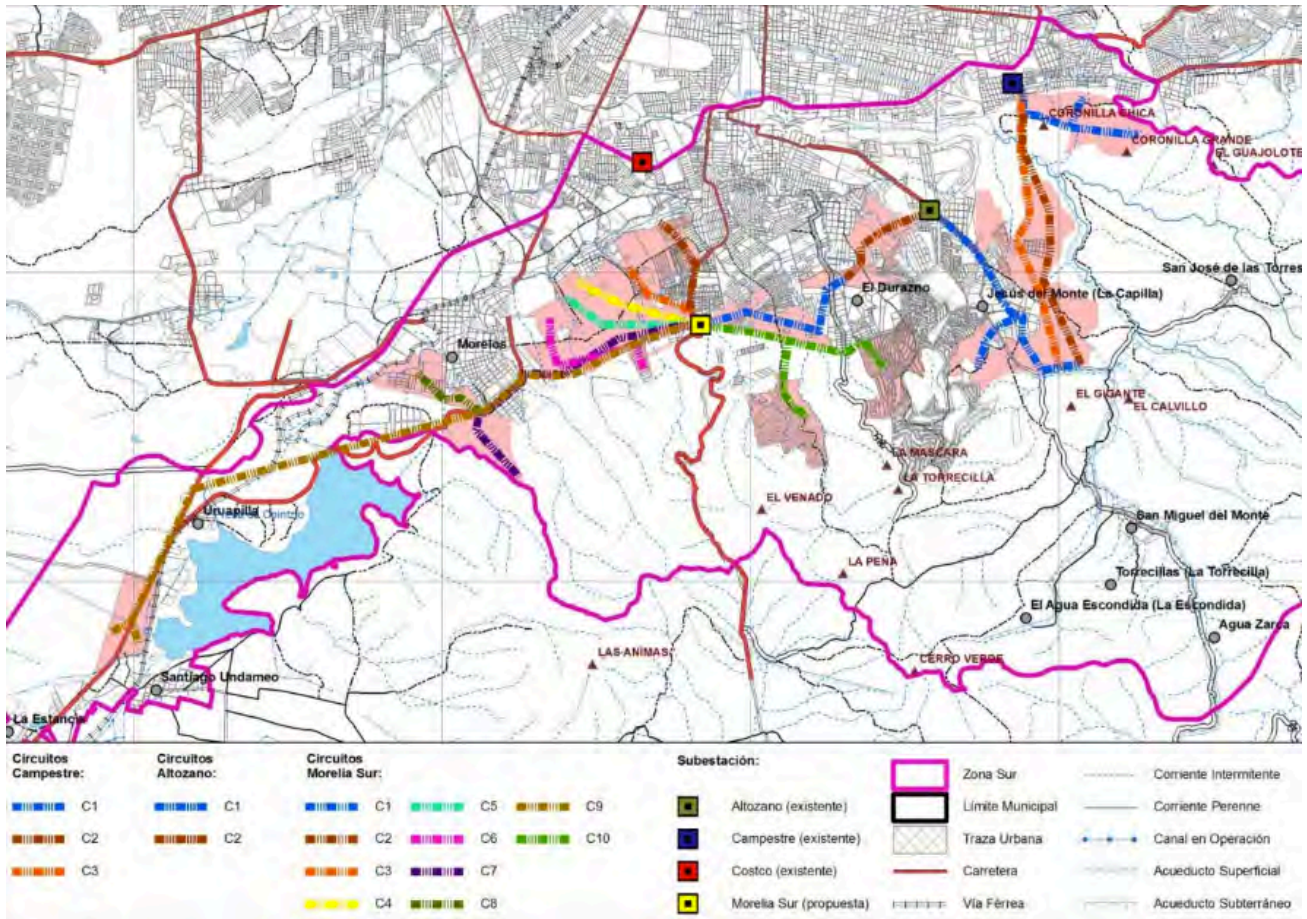 CORONILLA CHICA
CORONILLA GRANDE
EL GUAJOLOTE
San José de las Torres
El Durazno
Jesús del Monte (La Capilla)
Morelos
EL GIGANTE
EL CALVILLO
LA MASCARA
LA TORRECILLA
EL VENADO
Uruapilla
San Miguel del Monte
LA PEÑA
Torrecillas (La Torrecilla)
El Agua Escondida (La Escondida)
Agua Zarca
LAS ANIMAS
CERRO VERDE
Santiago Undameo
La Estancia
Circuitos
Campestre:
C1
C2
C3
Circuitos
Altozano:
C1
C2
Circuitos
Morelia Sur:
C1
C2
C3
C4
C5
C6
C7
C8
C9
C10
Subestación:
Altozano (existente)
Campestre (existente)
Costco (existente)
Morelia Sur (propuesta)
Zona Sur
Límite Municipal
Traza Urbana
Carretera
Vía Férrea
Corriente Intermitente
Corriente Perenne
Canal en Operación
Acueducto Superficial
Acueducto Subterráneo